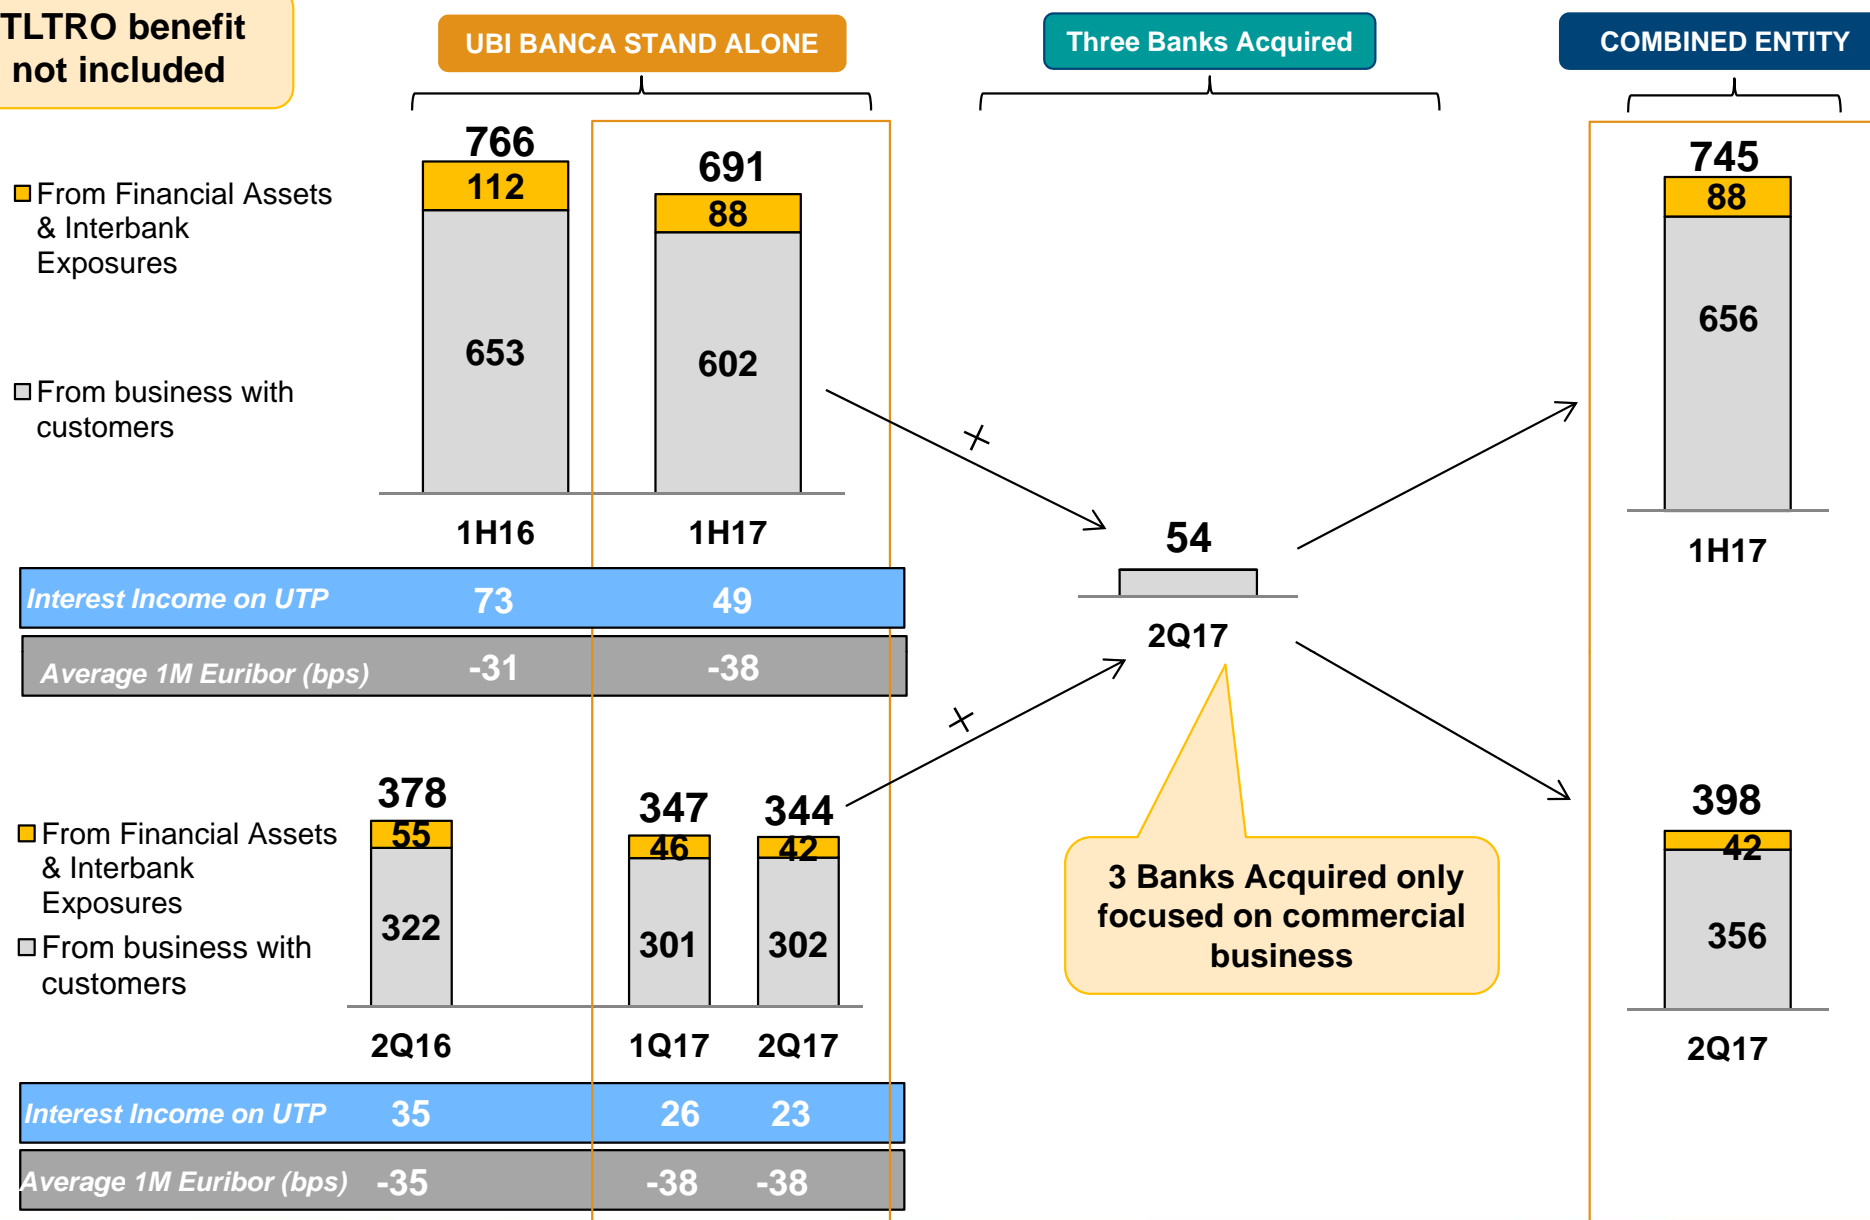 TLTRO benefit
not included
UBI BANCA STAND ALONE
Three Banks Acquired
COMBINED ENTITY
766
691
745
112
88
88
From Financial Assets
& Interbank
Exposures
653
602
656
From business with
customers
1H16
1H17
1H17
54
2Q17
Interest Income on UTP 73 49
Average 1M Euribor (bps) -31 -38
378
347
344
398
55
46
42
42
From Financial Assets
& Interbank
Exposures
322
301
302
356
From business with
customers
3 Banks Acquired only
focused on commercial
business
2Q16
1Q17
2Q17
2Q17
Interest Income on UTP 35 26 23
Average 1M Euribor (bps) -35 -38 -38